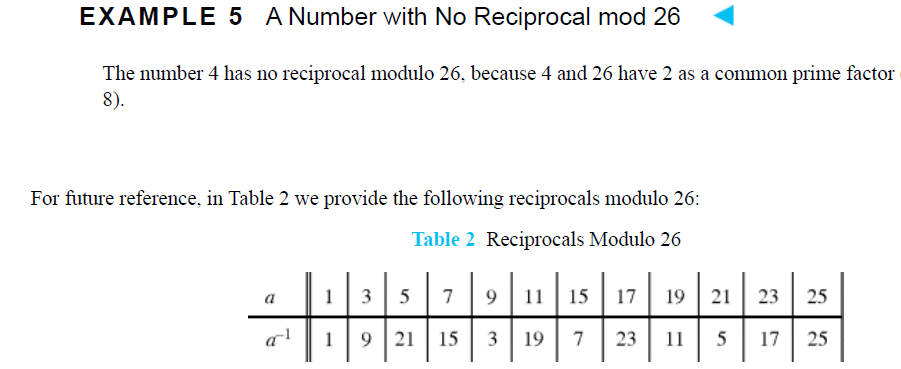 EXAMPLE 5 A Number with No Reciprocal mod 26
The number 4 has no reciprocal modulo 26, because 4 and 26 have 2 as a common prime factor
8).
For future reference, in Table 2 we provide the following reciprocals modulo 26:
Table 2 Reciprocals Modulo 26
a 1 3 5 7 9 11 15 17 19 21 23 25
a⁻¹ 1 9 21 15 3 19 7 23 11 5 17 25